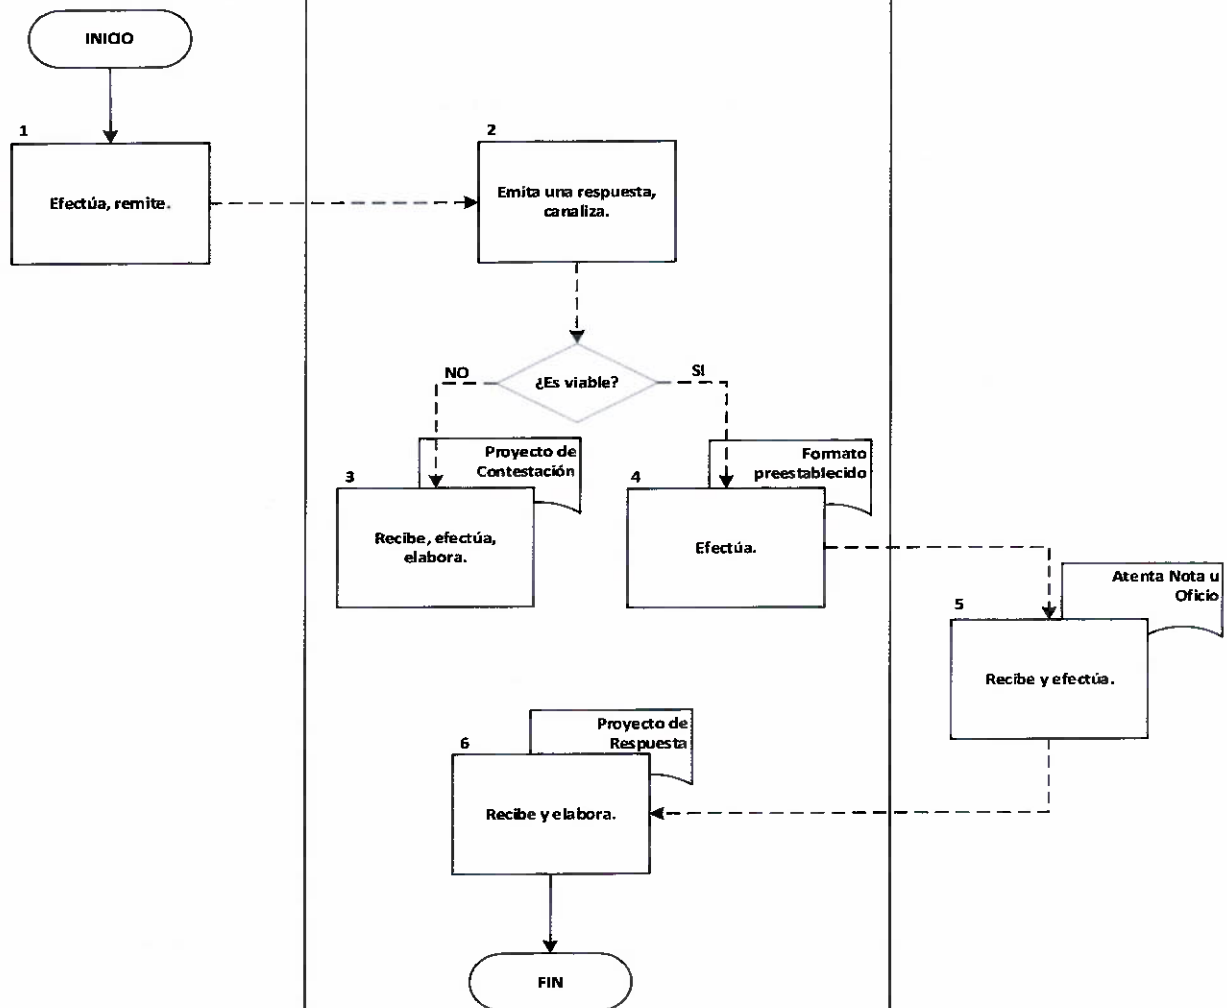 INICIO
1
Efectúa, remite.
2
Emita una respuesta,
canaliza.
¿Es viable?
NO
SI
Proyecto de
Contestación
3
Recibe, efectúa,
elabora.
Formato
preestablecido
4
Efectúa.
Atenta Nota u
Oficio
5
Recibe y efectúa.
Proyecto de
Respuesta
6
Recibe y elabora.
FIN